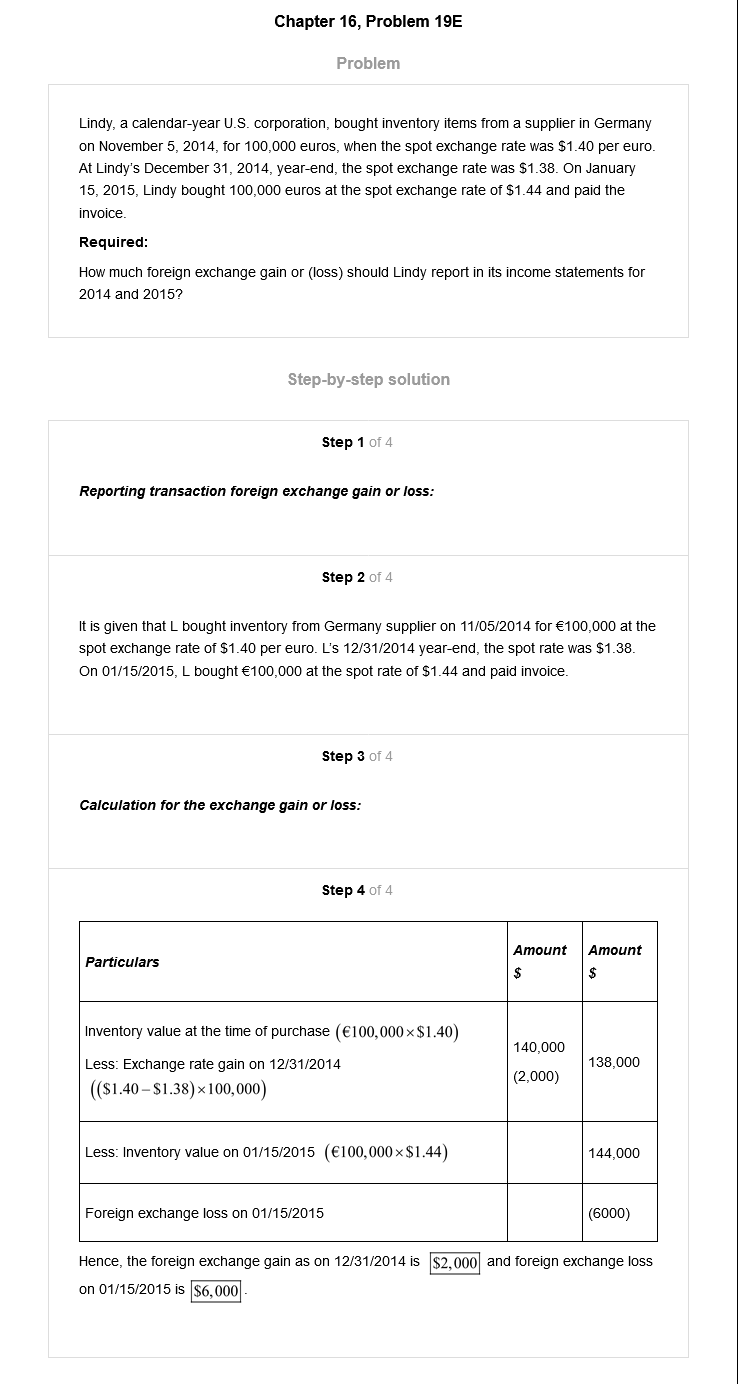 Chapter 16, Problem 19E
Problem
Lindy, a calendar-year U.S. corporation, bought inventory items from a supplier in Germany
on November 5, 2014, for 100,000 euros, when the spot exchange rate was $1.40 per euro.
At Lindy's December 31, 2014, year-end, the spot exchange rate was $1.38. On January
15, 2015, Lindy bought 100,000 euros at the spot exchange rate of $1.44 and paid the
invoice.
Required:
How much foreign exchange gain or (loss) should Lindy report in its income statements for
2014 and 2015?
Step-by-step solution
Step 1 of 4
Reporting transaction foreign exchange gain or loss:
Step 2 of 4
It is given that L bought inventory from Germany supplier on 11/05/2014 for €100,000 at the
spot exchange rate of $1.40 per euro. L's 12/31/2014 year-end, the spot rate was $1.38.
On 01/15/2015, L bought €100,000 at the spot rate of $1.44 and paid invoice.
Step 3 of 4
Calculation for the exchange gain or loss:
Step 4 of 4
Particulars
Amount
$
Amount
$
Inventory value at the time of purchase (€100,000×$1.40)
Less: Exchange rate gain on 12/31/2014
(($1.40–$1.38)×100,000)
140,000
(2,000)
138,000
Less: Inventory value on 01/15/2015 (€100,000×$1.44)
144,000
Foreign exchange loss on 01/15/2015
(6000)
Hence, the foreign exchange gain as on 12/31/2014 is $2,000 and foreign exchange loss
on 01/15/2015 is $6,000.